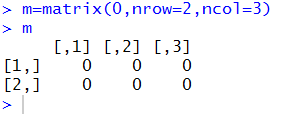 > m=matrix(0,nrow=2,ncol=3)
> m
     [,1] [,2] [,3]
[1,]    0    0    0
[2,]    0    0    0
>